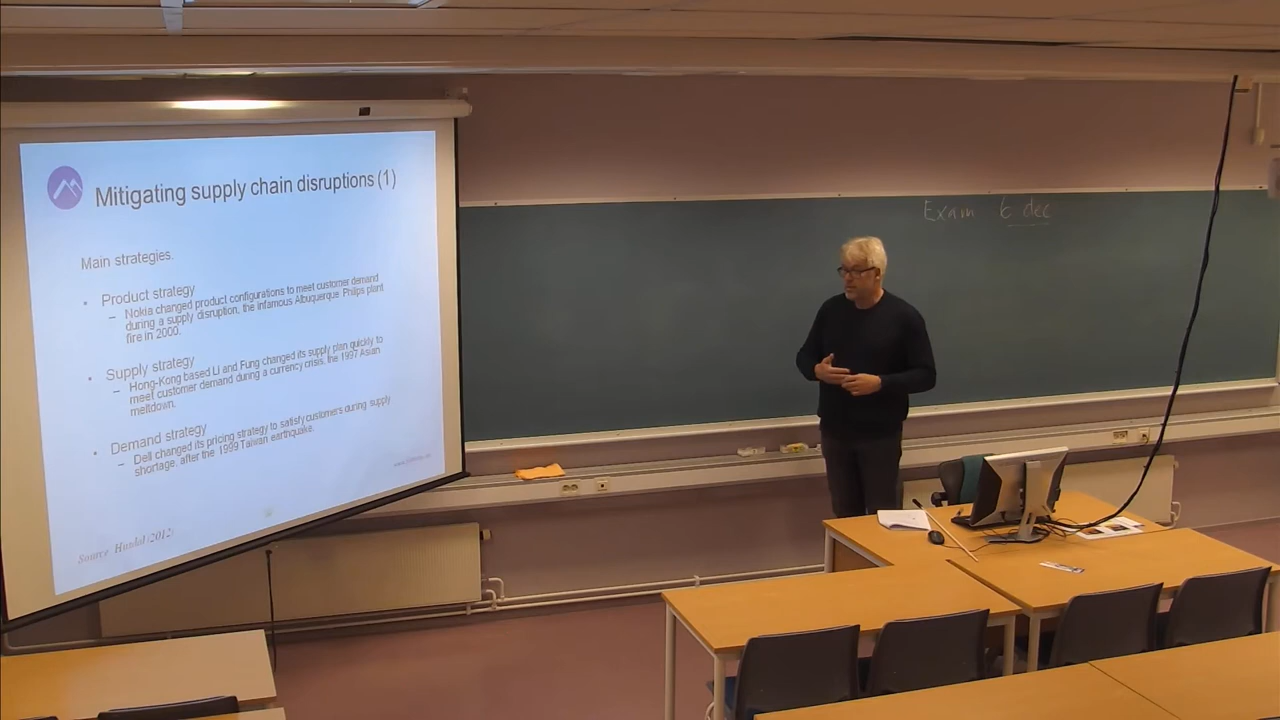 Mitigating supply chain disruptions (1)
Main strategies.
• Product strategy
– Nokia changed product configurations to meet customer demand
during a supply disruption, the infamous Albuquerque Philips plant
fire in 2000.
• Supply strategy
– Hong-Kong based Li and Fung changed its supply plan quickly to
meet customer demand during a currency crisis, the 1997 Asian
meltdown.
• Demand strategy
– Dell changed its pricing strategy to satisfy customers during supply
shortage, after the 1999 Taiwan earthquake.
Source: (2012)
Exam 6 dec